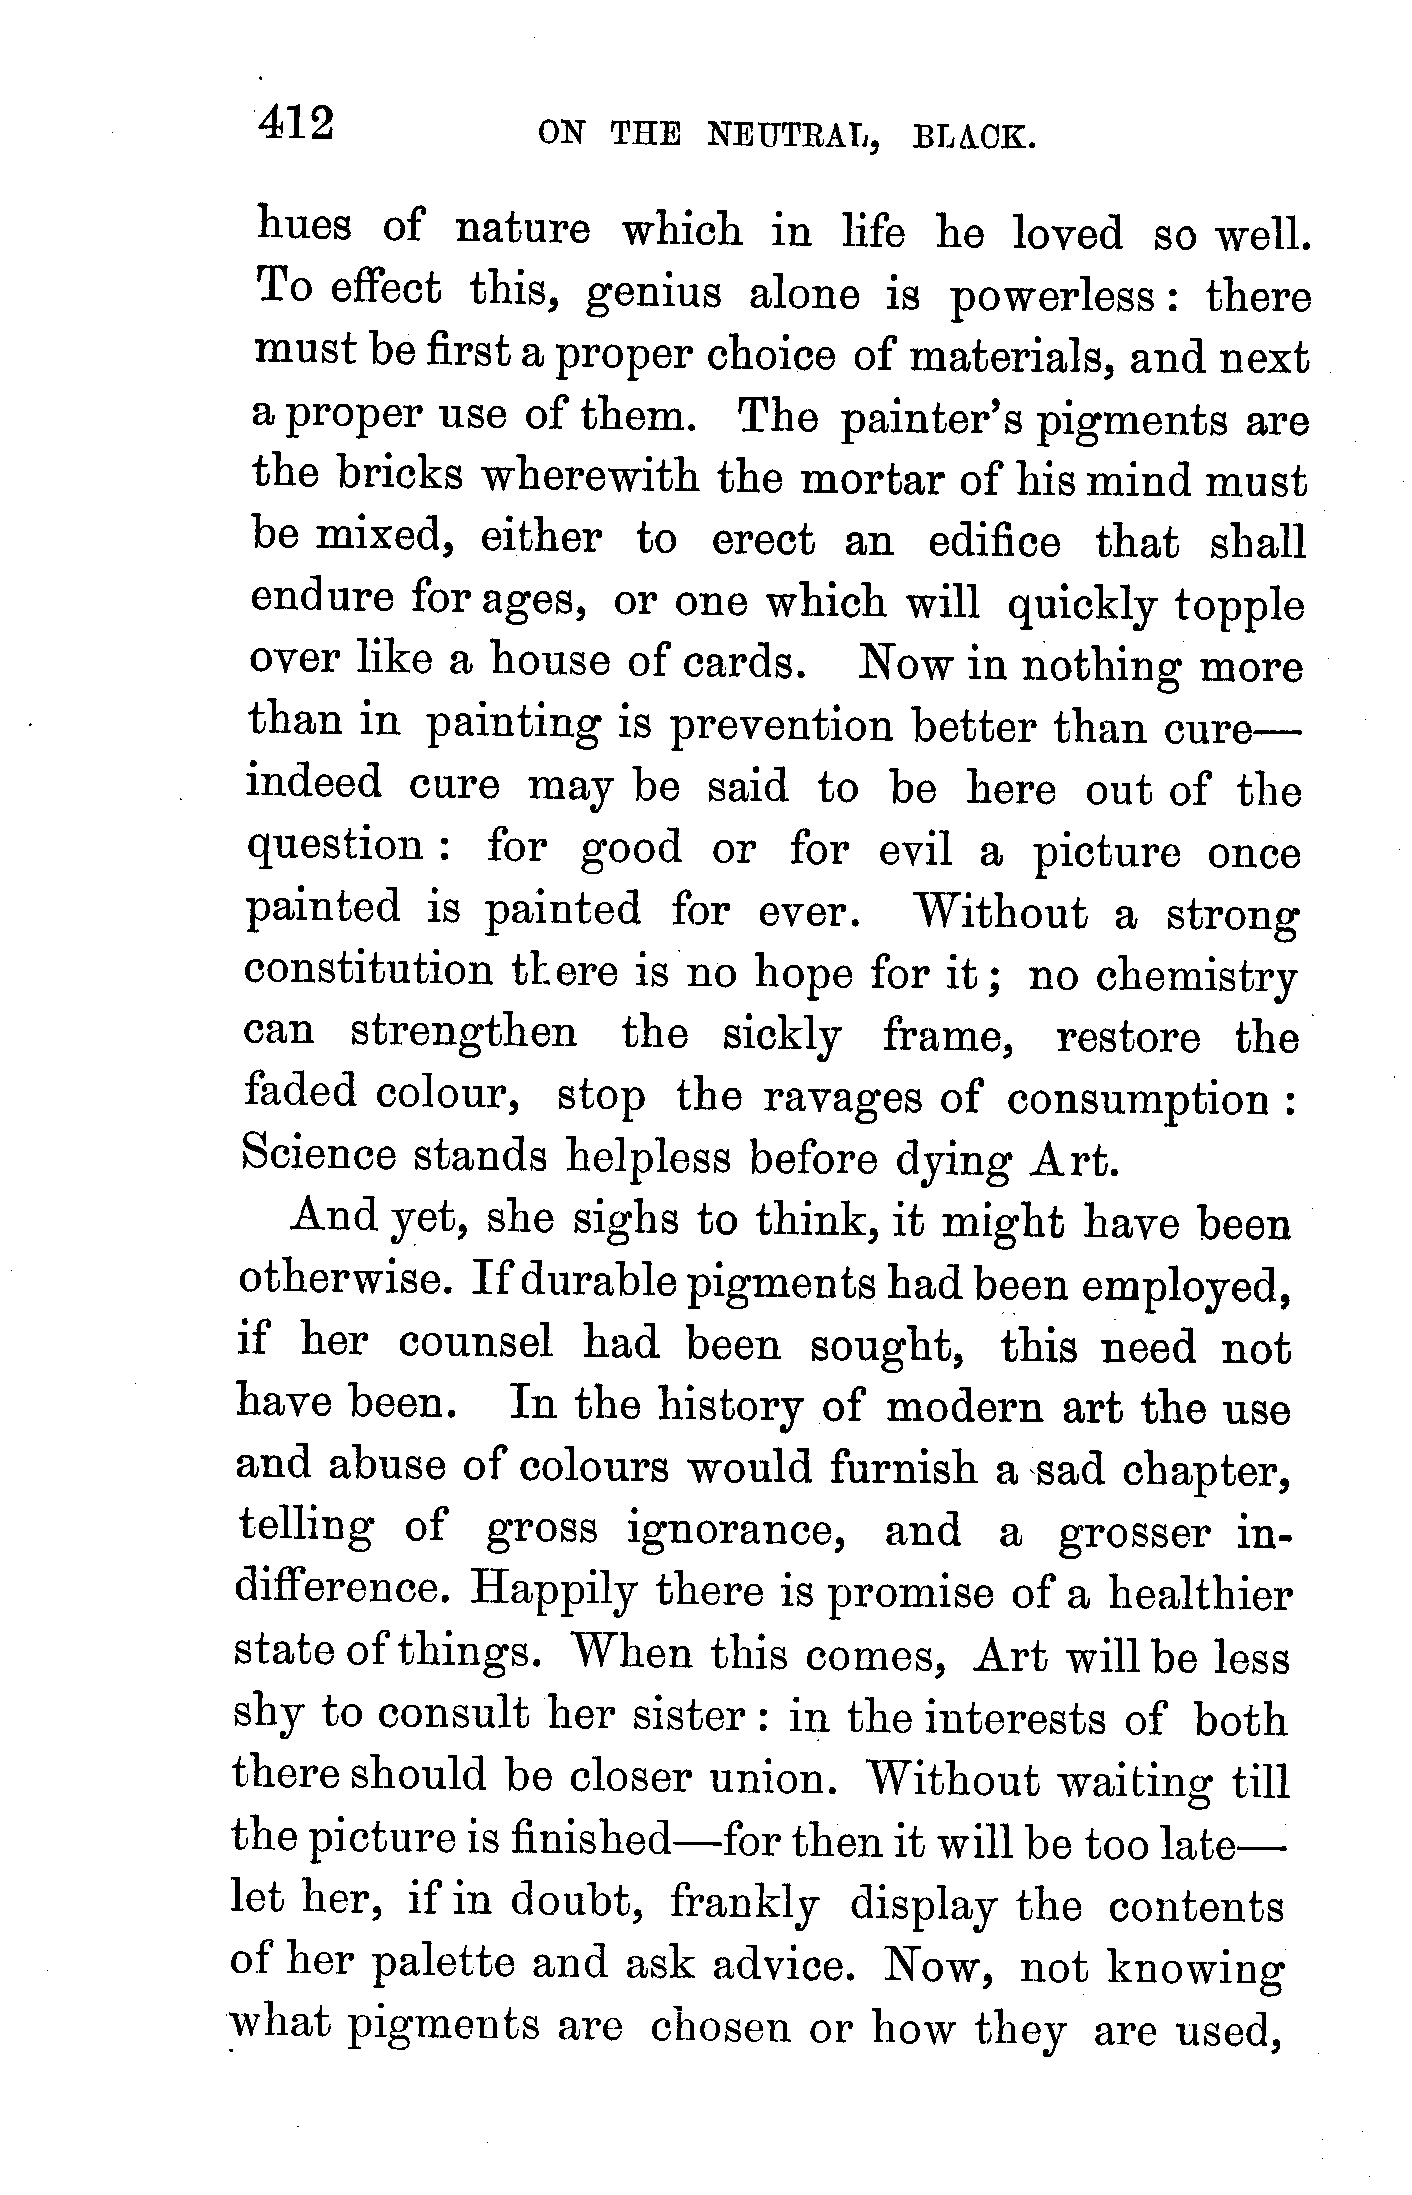 412 ON THE NEUTRAL, BLACK.
hues of nature which in life he loved so well.
To effect this, genius alone is powerless : there
must be first a proper choice of materials, and next
a proper use of them. The painter's pigments are
the bricks wherewith the mortar of his mind must
be mixed, either to erect an edifice that shall
endure for ages, or one which will quickly topple
over like a house of cards. Now in nothing more
than in painting is prevention better than cure—
indeed cure may be said to be here out of the
question : for good or for evil a picture once
painted is painted for ever. Without a strong
constitution there is no hope for it ; no chemistry
can strengthen the sickly frame, restore the
faded colour, stop the ravages of consumption :
Science stands helpless before dying Art.
And yet, she sighs to think, it might have been
otherwise. If durable pigments had been employed,
if her counsel had been sought, this need not
have been. In the history of modern art the use
and abuse of colours would furnish a sad chapter,
telling of gross ignorance, and a grosser in-
difference. Happily there is promise of a healthier
state of things. When this comes, Art will be less
shy to consult her sister : in the interests of both
there should be closer union. Without waiting till
the picture is finished—for then it will be too late—
let her, if in doubt, frankly display the contents
of her palette and ask advice. Now, not knowing
what pigments are chosen or how they are used,